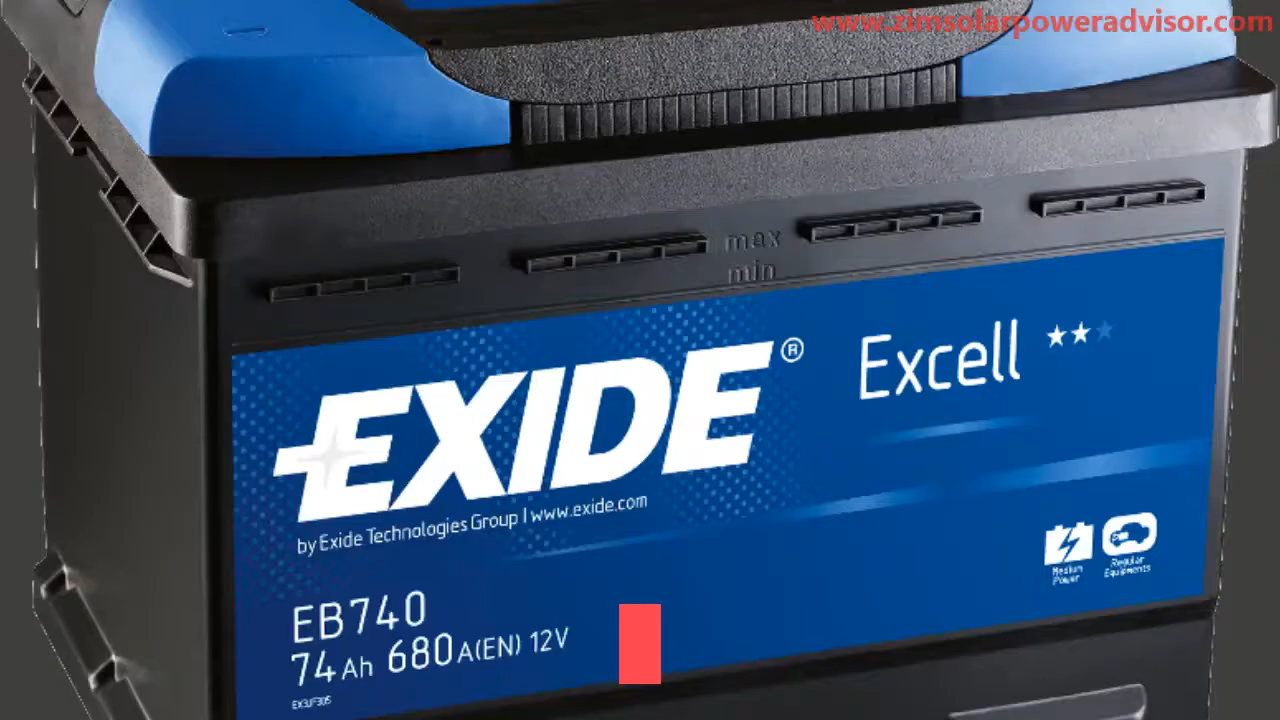 www.zimsolarpoweradvisor.com
max
min
EXIDE®
Excell
by Exide Technologies Group | www.exide.com
Medium
Power
Regular
Equipments
EB740
74Ah 680A(EN) 12V